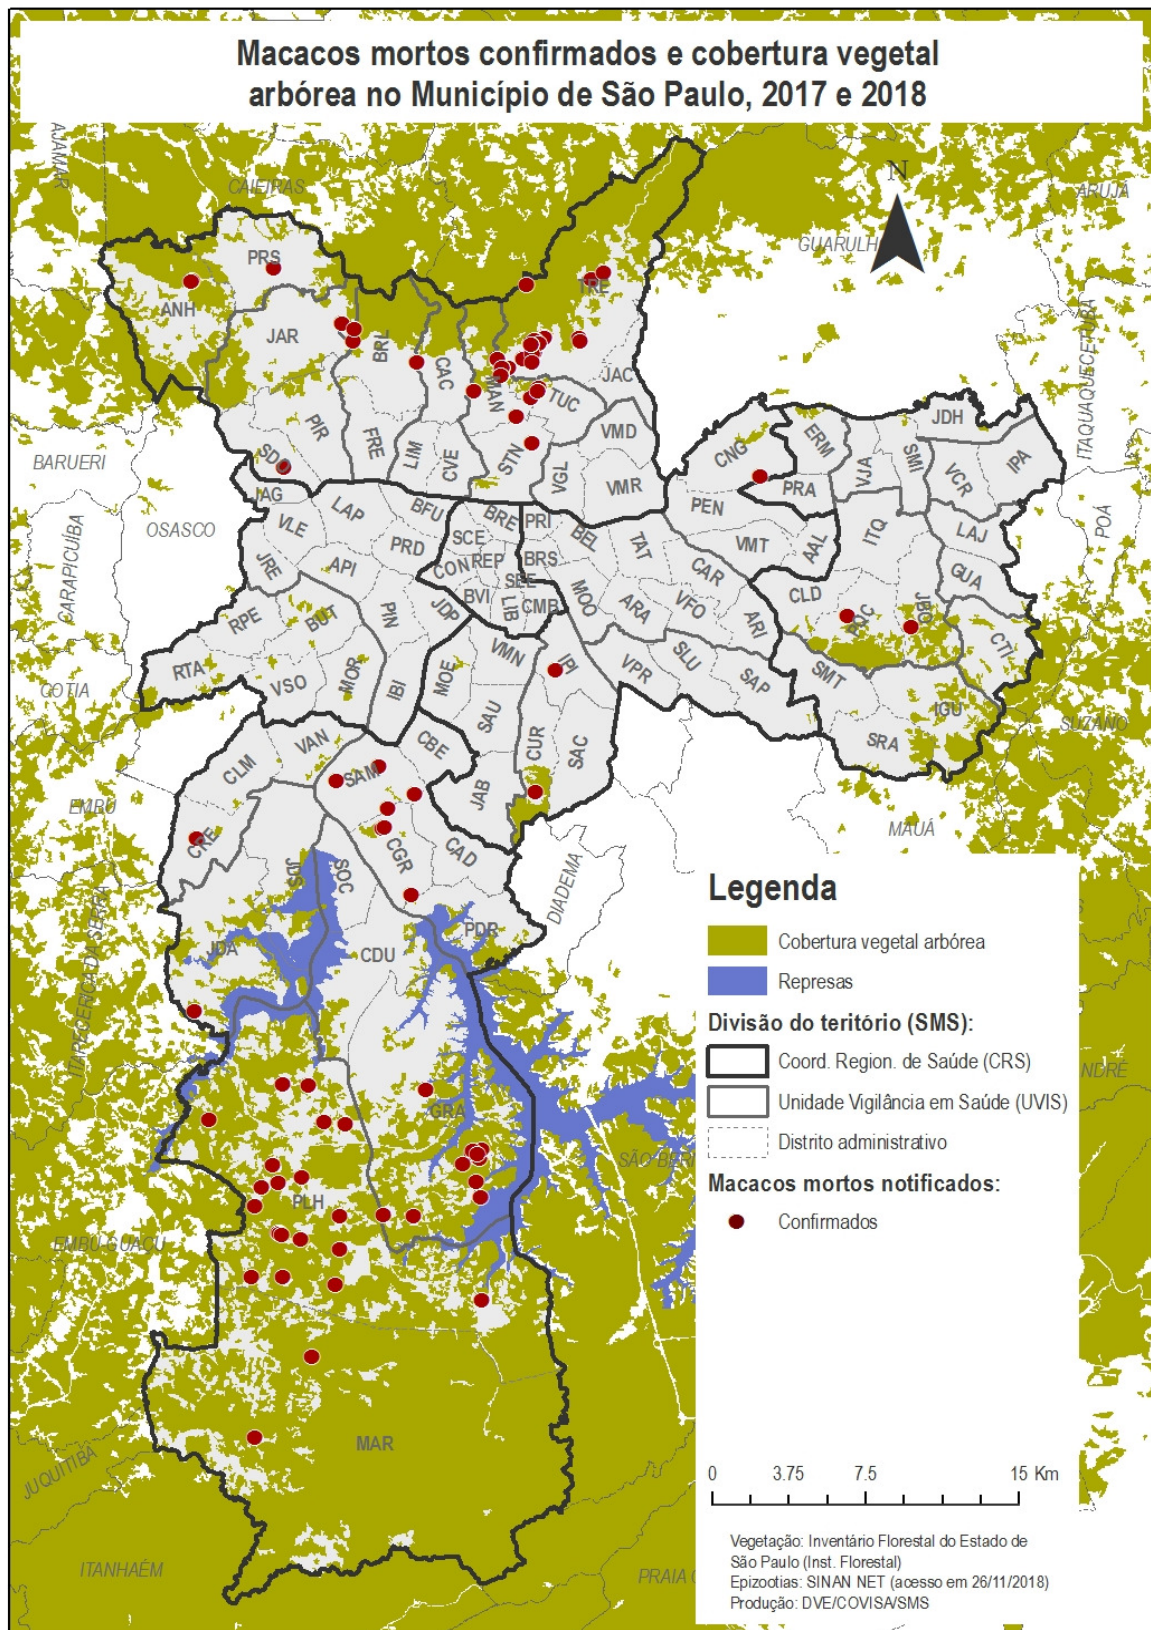 Macacos mortos confirmados e cobertura vegetal
arbórea no Município de São Paulo, 2017 e 2018
AJAMAR
CAIEIRAS
N
ARUJÁ
GUARULH
PRS
ANH
TRE
JAR
BRL
CAC
MAN
JAC
TUC
ITAQUAQUECETUBA
PIR
FRE
LIM
CVE
STN
VMD
CNG
ERM
JDH
VJA
SMI
VCR
IPA
BARUERI
SDO
VGL
VMR
PRA
JAG
PEN
OSASCO
VLE
LAP
BFU
BRE
PRI
BEL
TAT
VMT
AAL
ITQ
LAJ
POÁ
CARAPICUÍBA
JRE
API
PRD
SCE
CON
REP
BRS
CAR
GUA
SEE
BVI
LIB
CMB
MOO
ARA
VFO
ARI
CLD
PQC
JBO
RPE
BUT
PIN
JDP
CTI
RTA
VSO
MOR
IBI
MOE
VMN
IPI
VPR
SLU
SAP
SMT
IGU
COTIA
SUZANO
SAU
CUR
SAC
SRA
CLM
VAN
SAM
CBE
JAB
EMBU
MAUÁ
CRE
CGR
CAD
DIADEMA
JDS
SOC
Legenda
Cobertura vegetal arbórea
Represas
ITAPECERICA DA SERRA
JDA
CDU
PDR
Divisão do teritório (SMS):
Coord. Region. de Saúde (CRS)
NDRÉ
Unidade Vigilância em Saúde (UVIS)
GRA
Distrito administrativo
SÃO BERI
Macacos mortos notificados:
Confirmados
PLH
EMBU-GUAÇU
MAR
JUQUITIBA
0 3.75 7.5 15 Km
Vegetação: Inventário Florestal do Estado de
São Paulo (Inst. Florestal)
Epizootias: SINAN NET (acesso em 26/11/2018)
Produção: DVE/COVISA/SMS
ITANHAÉM
PRAIA G